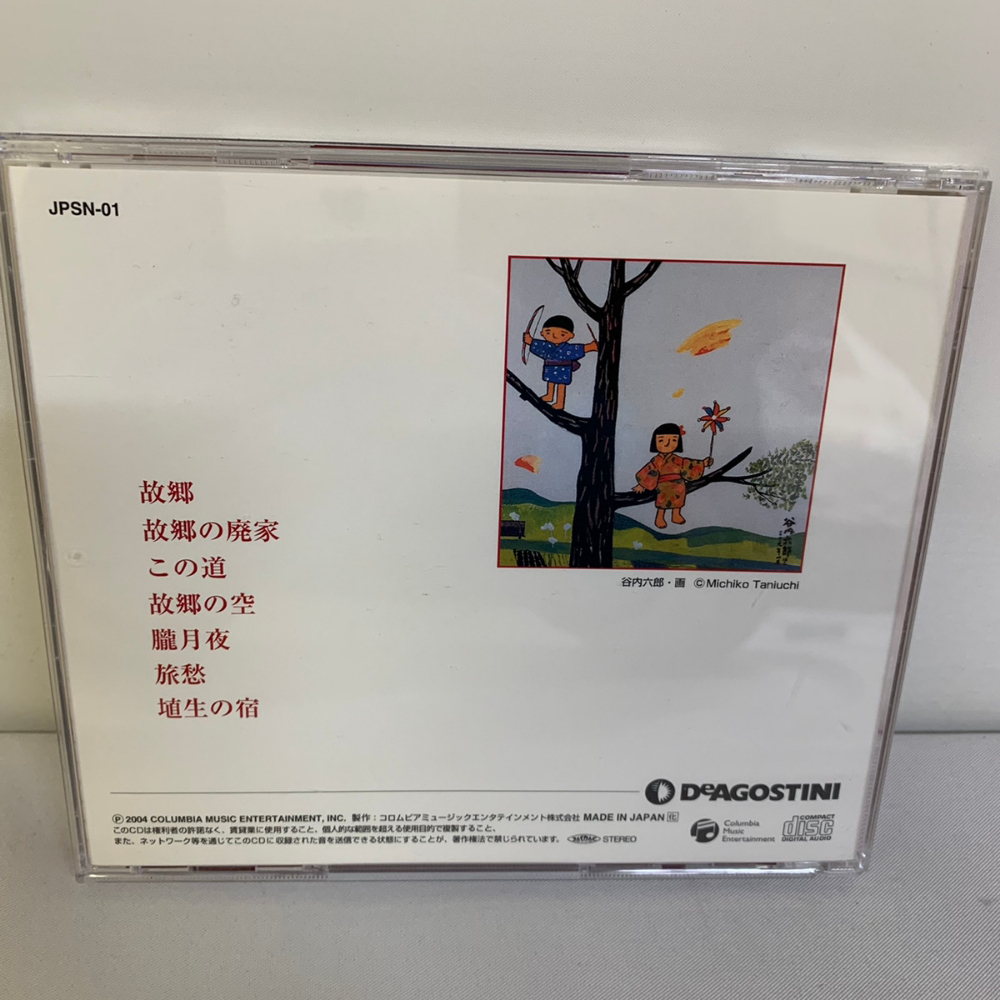 JPSN-01
故郷
故郷の廃家
この道
故郷の空
朧月夜
旅愁
埴生の宿
谷内六郎
谷内六郎・画 ©Michiko Taniuchi
DeAGOSTINI
Ⓟ 2004 COLUMBIA MUSIC ENTERTAINMENT, INC. 製作：コロムビアミュージックエンタテインメント株式会社 MADE IN JAPAN 化
このCDは権利者の許諾なく、賃貸業に使用すること、個人的な範囲を超える使用目的で複製すること、
また、ネットワーク等を通じてこのCDに収録された音を送信できる状態にすることが、著作権法で禁じられています。 STEREO
Columbia
Music
Entertainment
COMPACT
disc
DIGITAL AUDIO